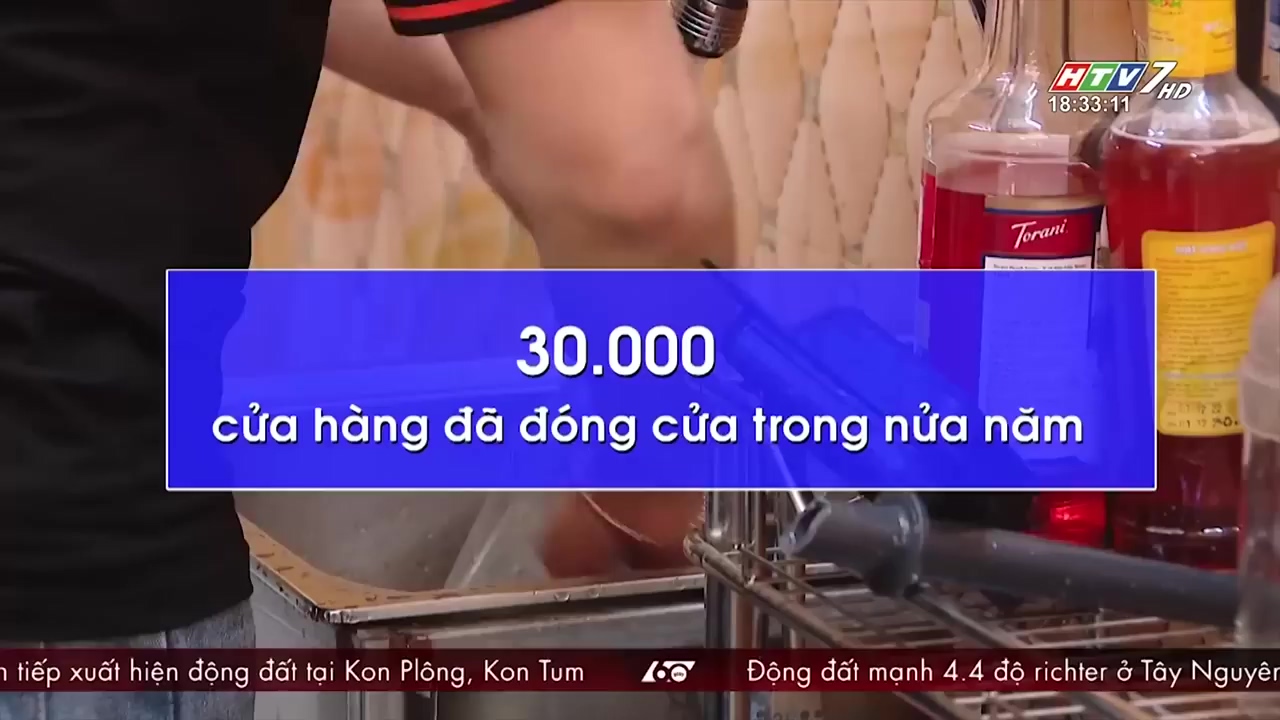 HTV7 HD
18:33:11
Torani
30.000
cửa hàng đã đóng cửa trong nửa năm
tiếp xuất hiện động đất tại Kon Plông, Kon Tum
60
Động đất mạnh 4.4 độ richter ở Tây Nguyên